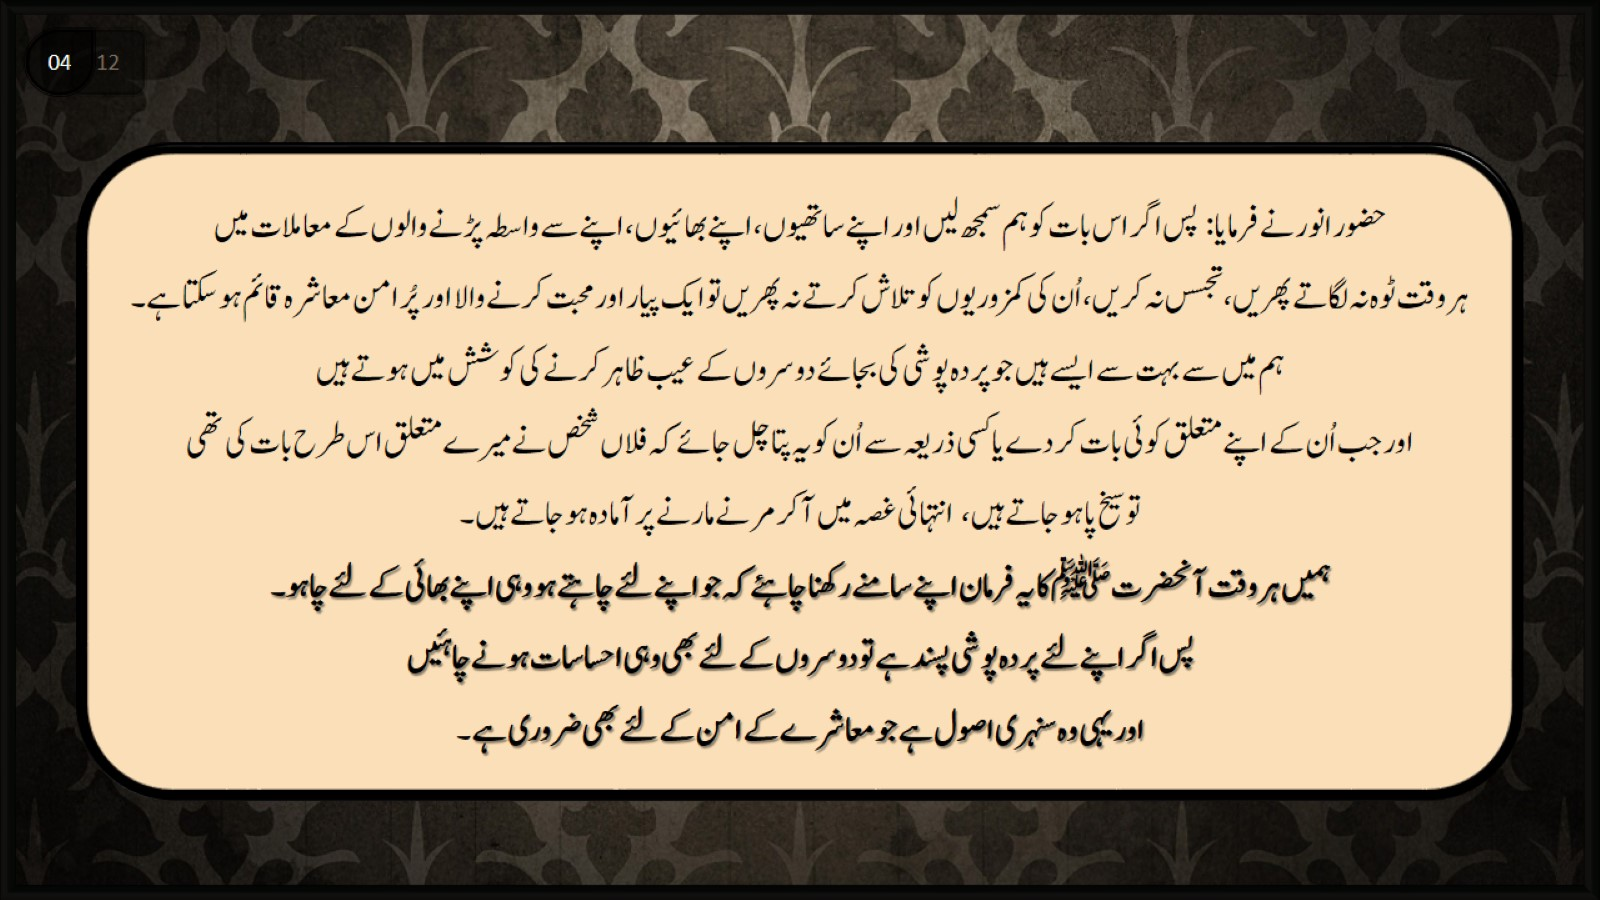 04 12
حضور انور نے فرمایا: پس اگر اس بات کو ہم سمجھ لیں اور اپنے ساتھیوں، اپنے بھائیوں، اپنے سے واسطہ پڑنے والوں کے معاملات میں
ہر وقت ٹوہ نہ لگاتے پھریں، تجسس نہ کریں، اُن کی کمزوریوں کو تلاش کرتے نہ پھریں تو ایک پیار اور محبت کرنے والا اور پُر امن معاشرہ قائم ہو سکتا ہے۔
ہم میں سے بہت سے ایسے ہیں جو پردہ پوشی کی بجائے دوسروں کے عیب ظاہر کرنے کی کوشش میں ہوتے ہیں
اور جب اُن کے اپنے متعلق کوئی بات کر دے یا کسی ذریعہ سے اُن کو یہ پتا چل جائے کہ فلاں شخص نے میرے متعلق اس طرح بات کی تھی
تو سیخ پا ہو جاتے ہیں، انتہائی غصہ میں آ کر مرنے مارنے پر آمادہ ہو جاتے ہیں۔
ہمیں ہر وقت آنحضرت ﷺ کا یہ فرمان اپنے سامنے رکھنا چاہئے کہ جو اپنے لئے چاہتے ہو وہی اپنے بھائی کے لئے چاہو۔
پس اگر اپنے لئے پردہ پوشی پسند ہے تو دوسروں کے لئے بھی وہی احساسات ہونے چاہئیں
اور یہی وہ سنہری اصول ہے جو معاشرے کے امن کے لئے بھی ضروری ہے۔